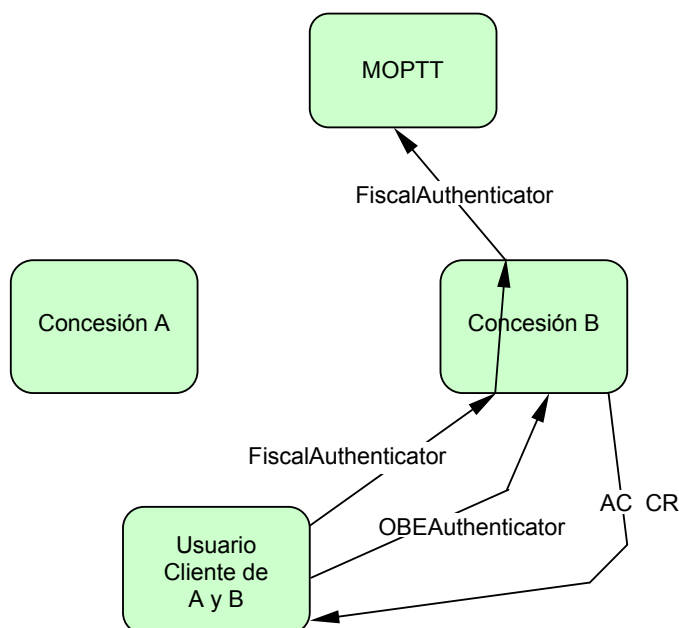 MOPTT
FiscalAuthenticator
Concesión A
Concesión B
FiscalAuthenticator
AC CR
OBEAuthenticator
Usuario
Cliente de
A y B